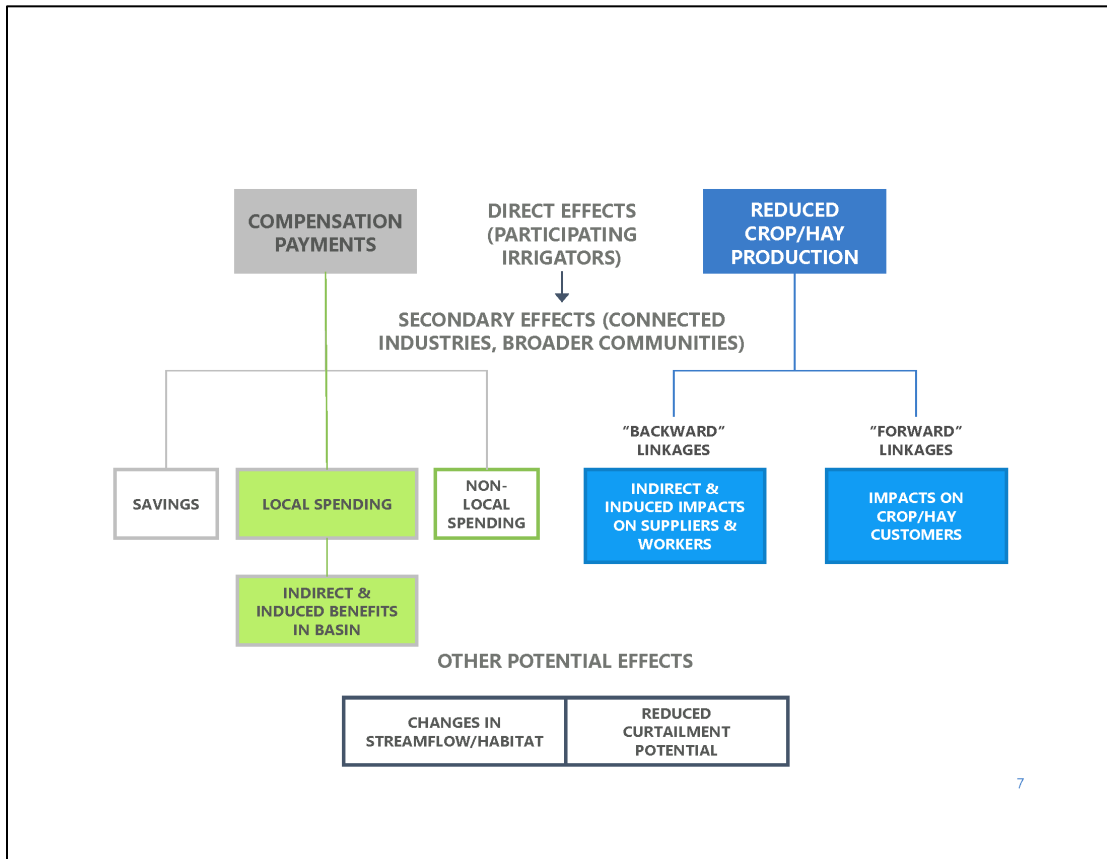 COMPENSATION
PAYMENTS
DIRECT EFFECTS
(PARTICIPATING
IRRIGATORS)
REDUCED
CROP/HAY
PRODUCTION
SECONDARY EFFECTS (CONNECTED
INDUSTRIES, BROADER COMMUNITIES)
"BACKWARD"
LINKAGES
"FORWARD"
LINKAGES
SAVINGS
LOCAL SPENDING
NON-
LOCAL
SPENDING
INDIRECT &
INDUCED IMPACTS
ON SUPPLIERS &
WORKERS
IMPACTS ON
CROP/HAY
CUSTOMERS
INDIRECT &
INDUCED BENEFITS
IN BASIN
OTHER POTENTIAL EFFECTS
CHANGES IN
STREAMFLOW/HABITAT
REDUCED
CURTAILMENT
POTENTIAL
7